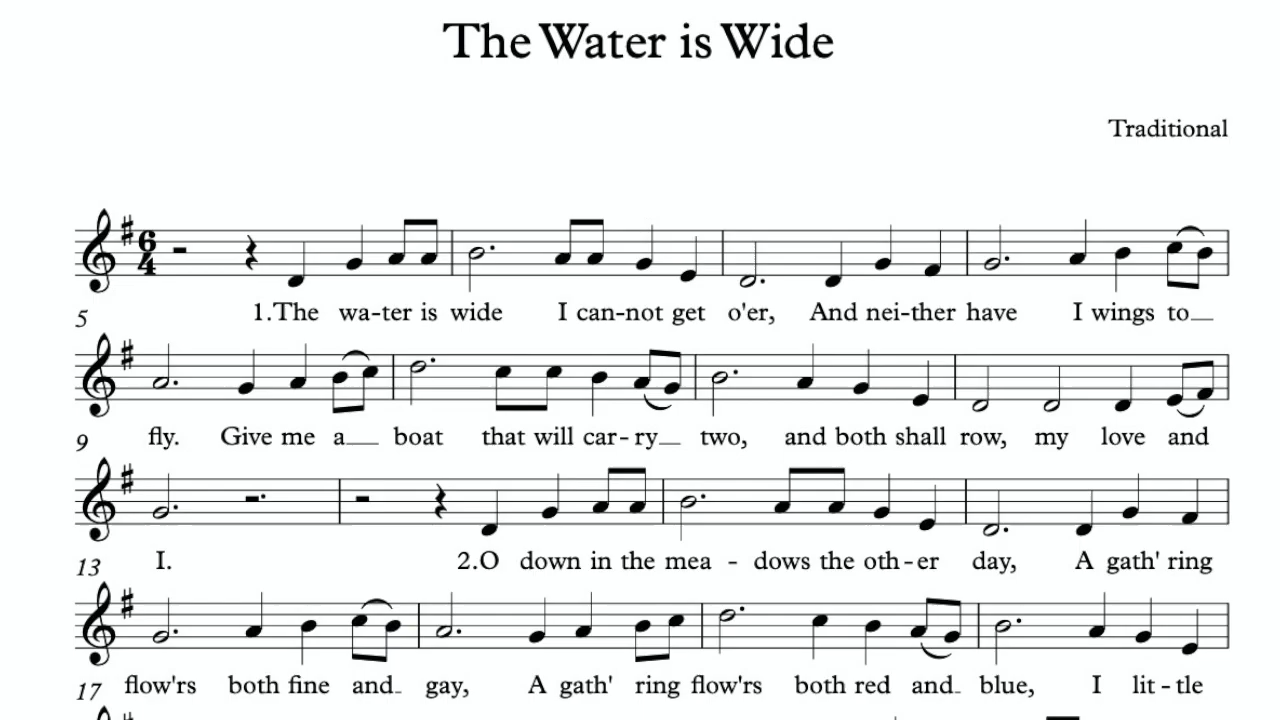 The Water is Wide
Traditional
6
4
1.The wa-ter is wide I can-not get o'er, And nei-ther have I wings to
5
fly. Give me a boat that will car-ry two, and both shall row, my love and
9
I. 2.O down in the mea - dows the oth-er day, A gath' ring
13
flow'rs both fine and gay, A gath' ring flow'rs both red and blue, I lit-tle
17